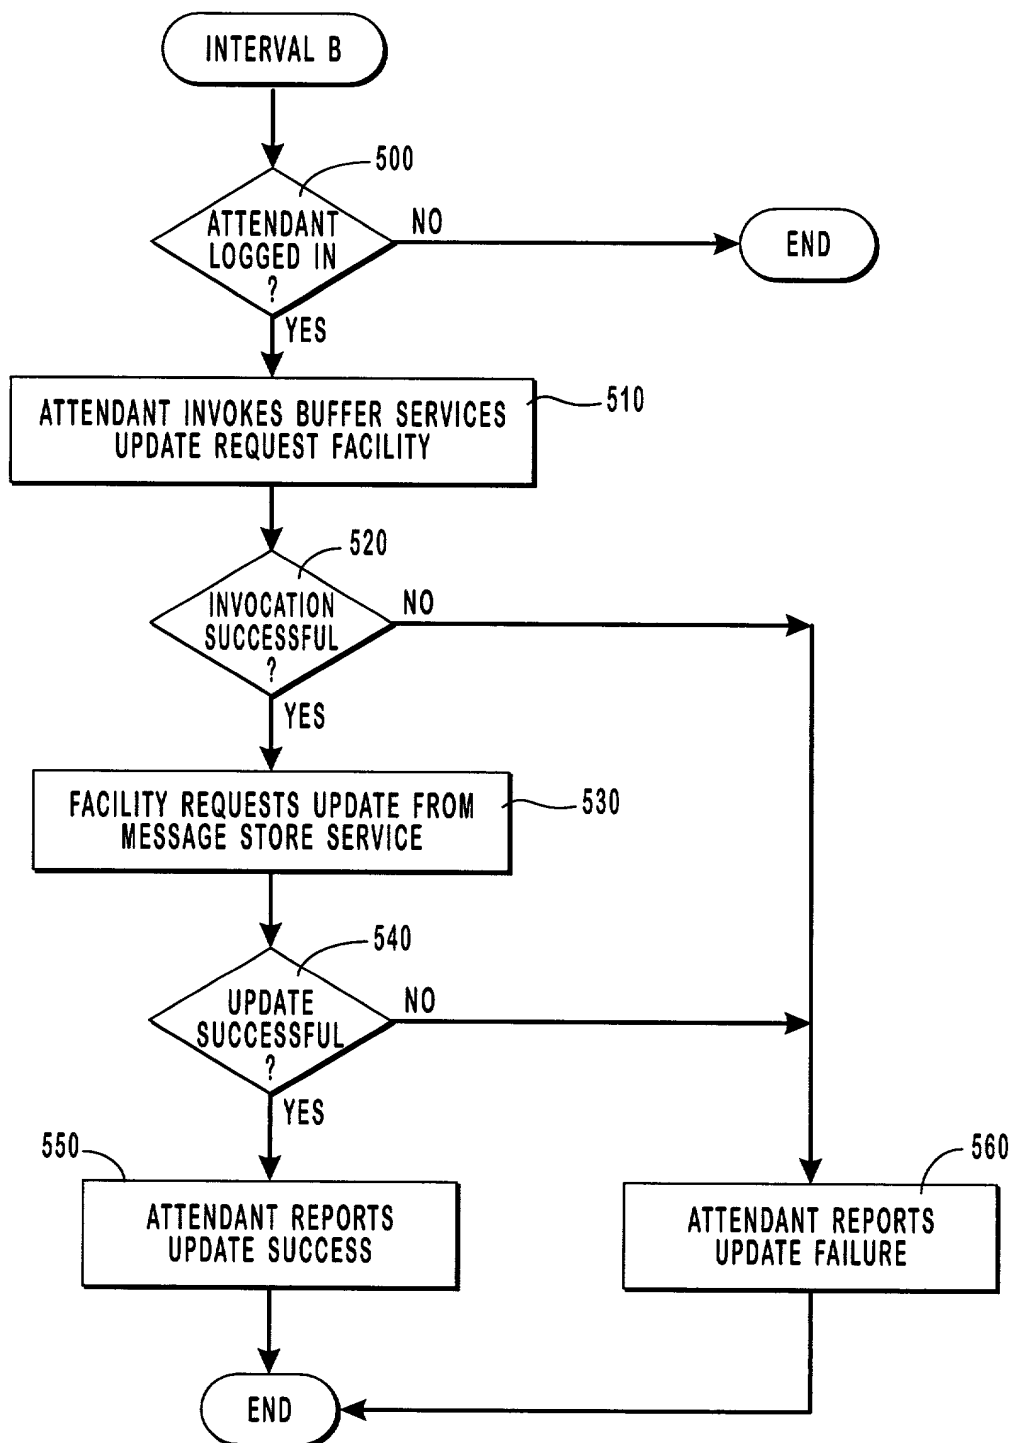 INTERVAL B
500
ATTENDANT
LOGGED IN
?
NO
END
YES
ATTENDANT INVOKES BUFFER SERVICES
UPDATE REQUEST FACILITY
510
520
INVOCATION
SUCCESSFUL
?
NO
YES
FACILITY REQUESTS UPDATE FROM
MESSAGE STORE SERVICE
530
540
UPDATE
SUCCESSFUL
?
NO
YES
550
ATTENDANT REPORTS
UPDATE SUCCESS
560
ATTENDANT REPORTS
UPDATE FAILURE
END